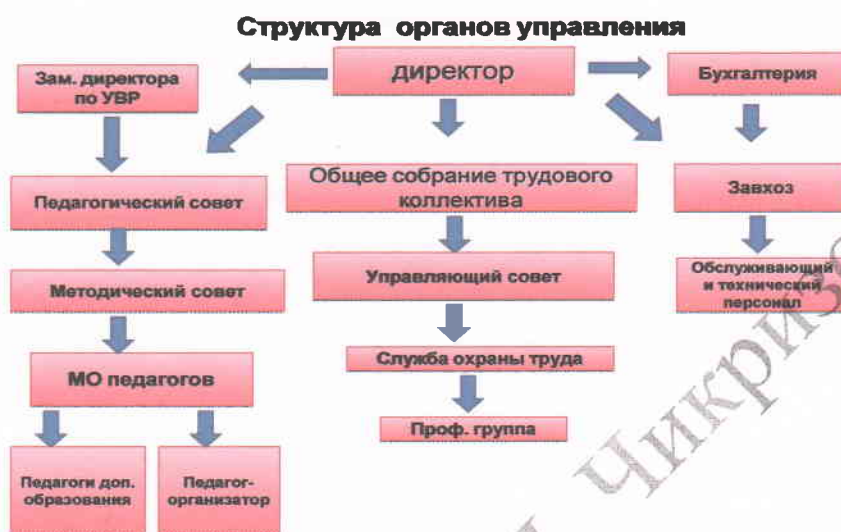 Структура органов управления
директор
Зам. директора
по УВР
Бухгалтерия
Педагогический совет
Общее собрание трудового
коллектива
Завхоз
Методический совет
Управляющий совет
Обслуживающий
и технический
персонал
МО педагогов
Служба охраны труда
Проф. группа
Педагоги доп.
образования
Педагог-
организатор